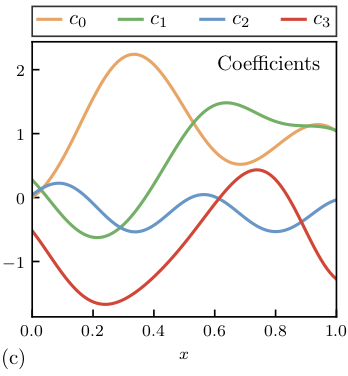 c₀ c₁ c₂ c₃
Coefficients
2
1
0
−1
0.0 0.2 0.4 0.6 0.8 1.0
x
(c)